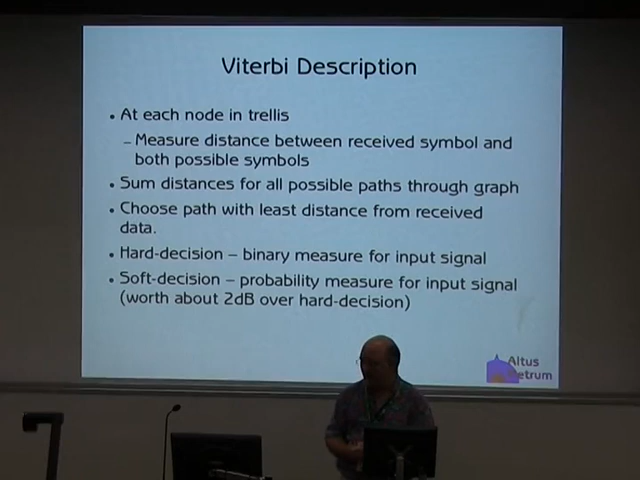 Viterbi Description
• At each node in trellis
– Measure distance between received symbol and
both possible symbols
• Sum distances for all possible paths through graph
• Choose path with least distance from received
data.
• Hard-decision – binary measure for input signal
• Soft-decision – probability measure for input signal
(worth about 2dB over hard-decision)
Altus
etrum